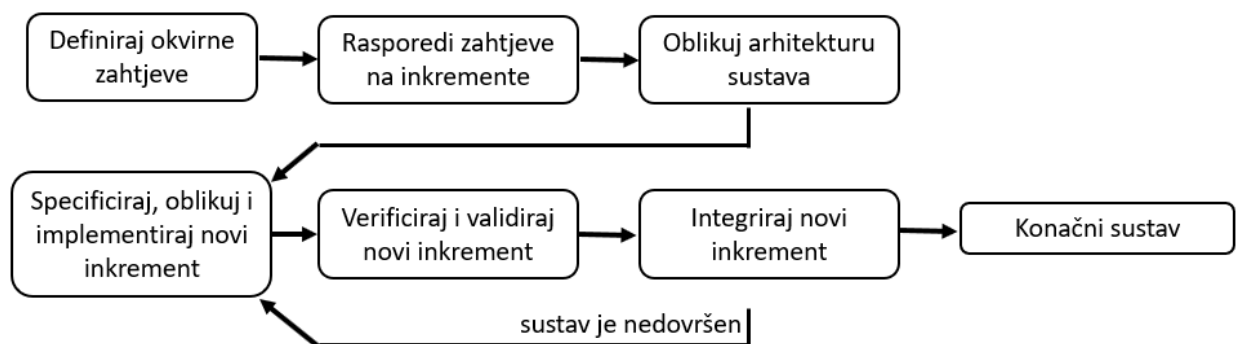 Definiraj okvirne
zahtjeve
Rasporedi zahtjeve
na inkremente
Oblikuj arhitekturu
sustava
Specificiraj, oblikuj i
implementiraj novi
inkrement
Verificiraj i validiraj
novi inkrement
Integriraj novi
inkrement
Konačni sustav
sustav je nedovršen